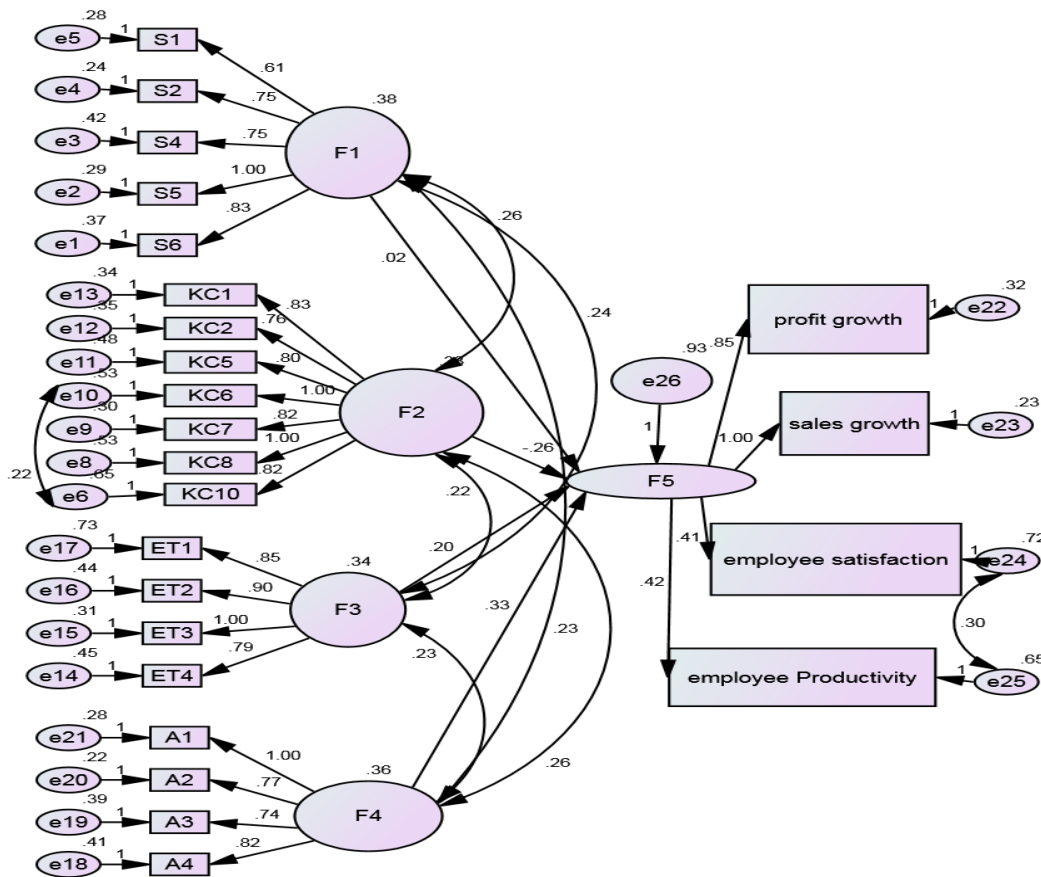 .28
e5 1 S1
.24
e4 1 S2
.42
e3 1 S4
.29
e2 1 S5
.37
e1 1 S6
.61
.75
.75
1.00
.83
.38
F1
.34
e13 1 KC1
.35
e12 1 KC2
.48
e11 1 KC5
.53
e10 1 KC6
.30
e9 1 KC7
.53
e8 1 KC8
.65
e6 1 KC10
.22
.83
.76
.80
1.00
.82
1.00
.82
F2
.73
e17 1 ET1
.44
e16 1 ET2
.31
e15 1 ET3
.45
e14 1 ET4
.85
.90
1.00
.79
.34
F3
.28
e21 1 A1
.22
e20 1 A2
.39
e19 1 A3
.41
e18 1 A4
1.00
.77
.74
.82
.36
F4
.26
.02
.24
-.26
.22
.20
.33
.23
.23
.26
.93
e26
1
F5
.85
1.00
.41
.42
profit growth
1
.32
e22
sales growth
1
.23
e23
employee satisfaction
1
.72
e24
.30
employee Productivity
1
.65
e25